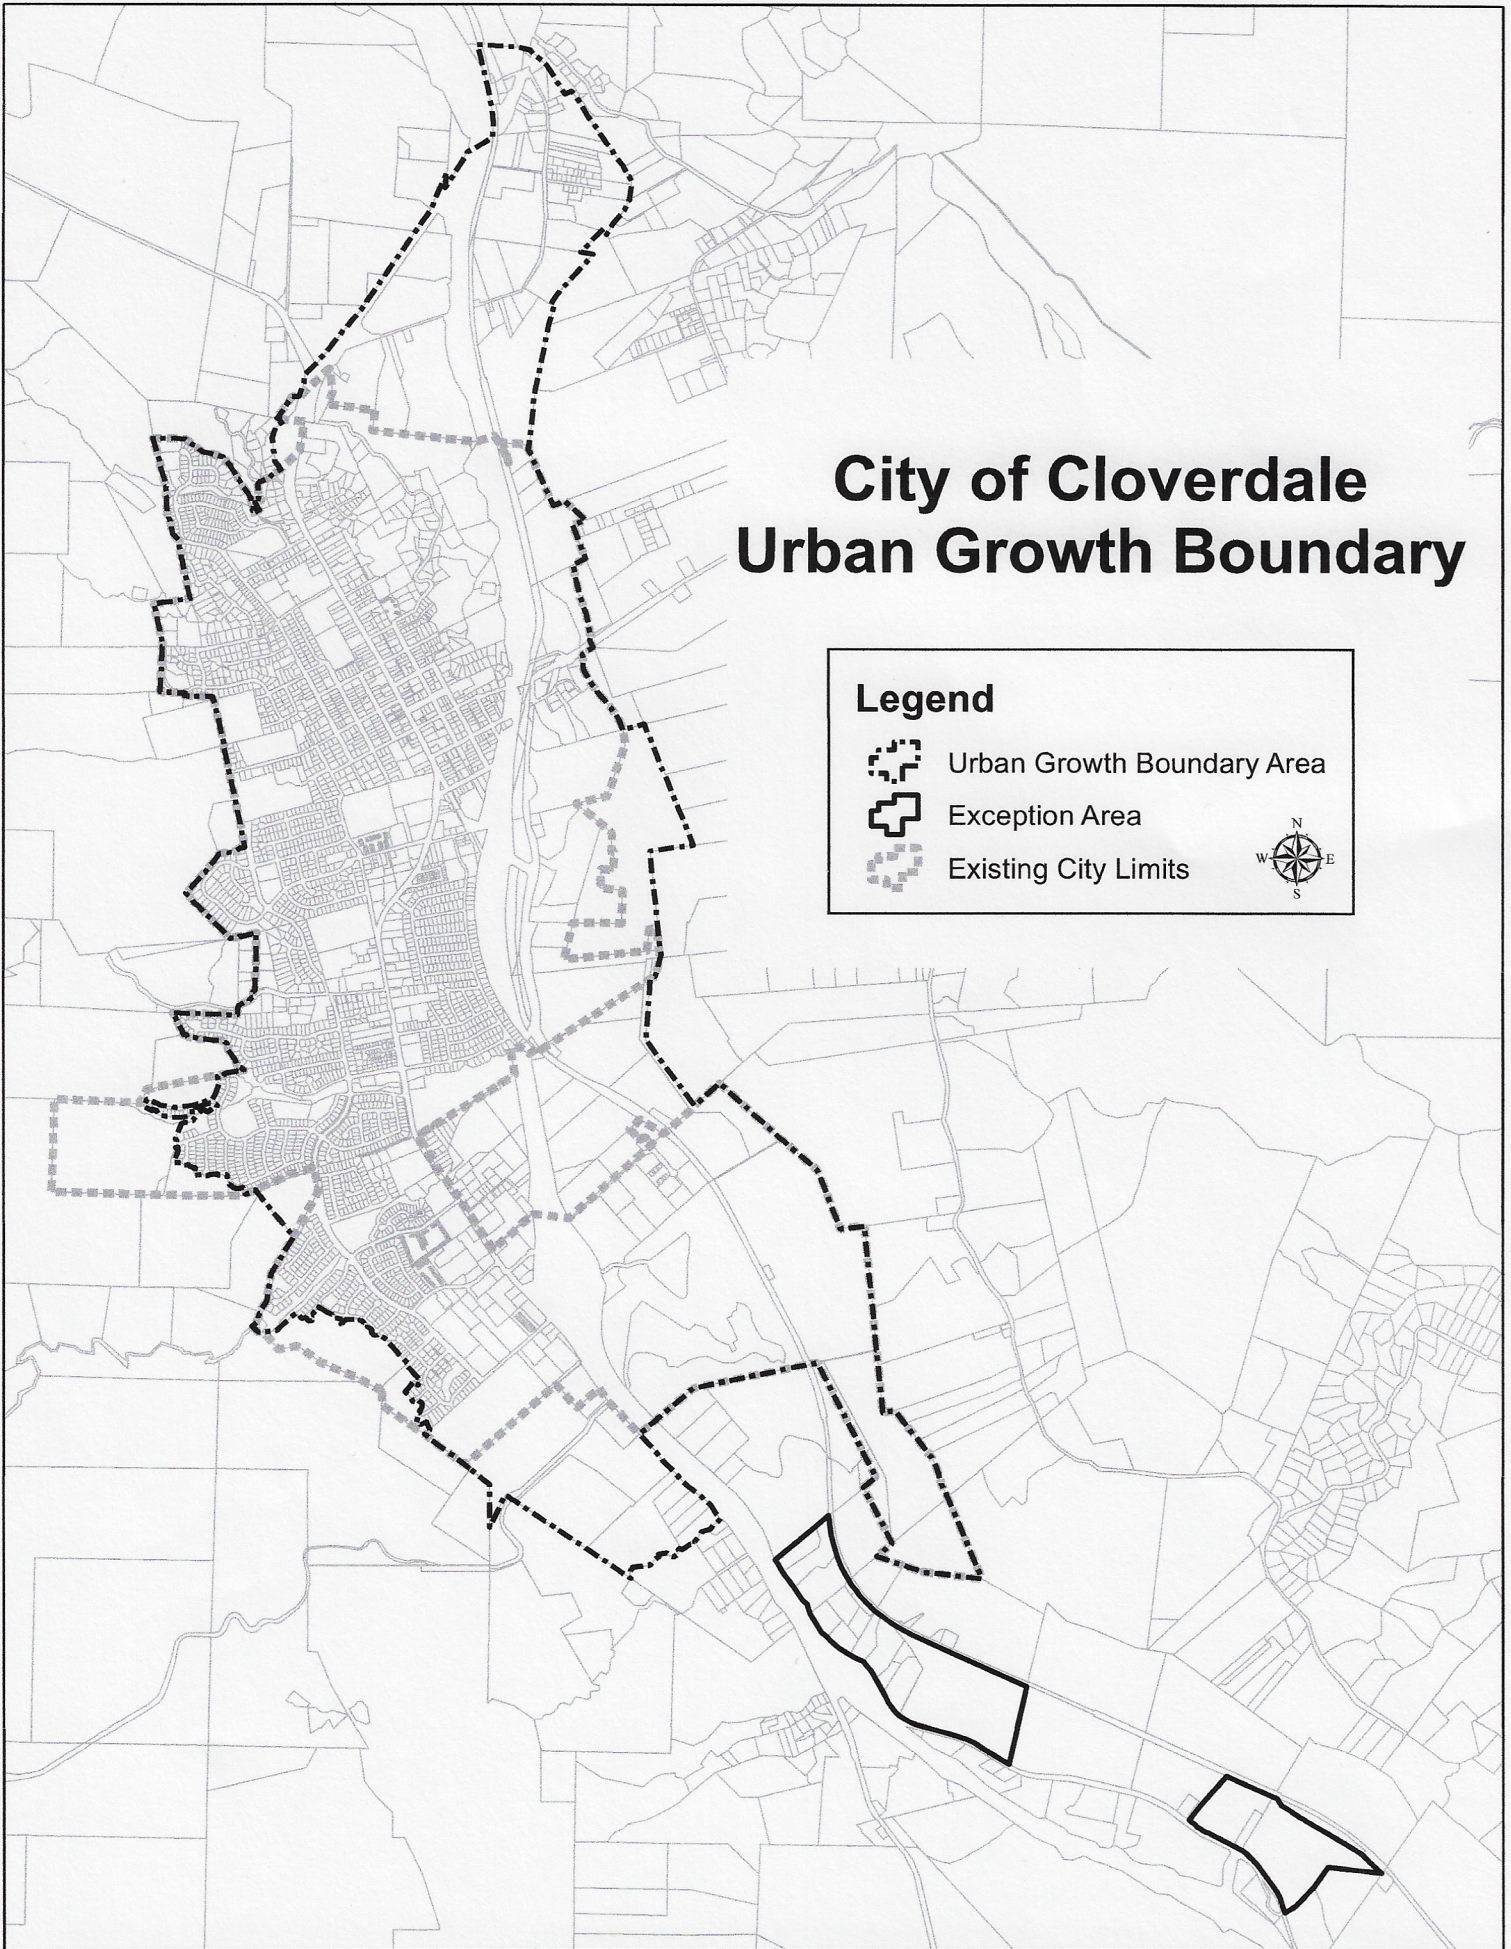 City of Cloverdale
Urban Growth Boundary
Legend
Urban Growth Boundary Area
Exception Area
Existing City Limits
N
W E
S